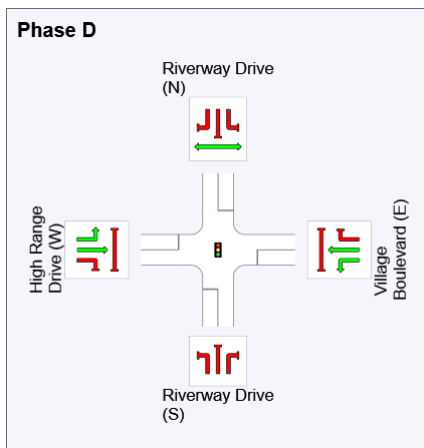 Phase D
Riverway Drive
(N)
High Range
Drive (W)
Village
Boulevard (E)
Riverway Drive
(S)